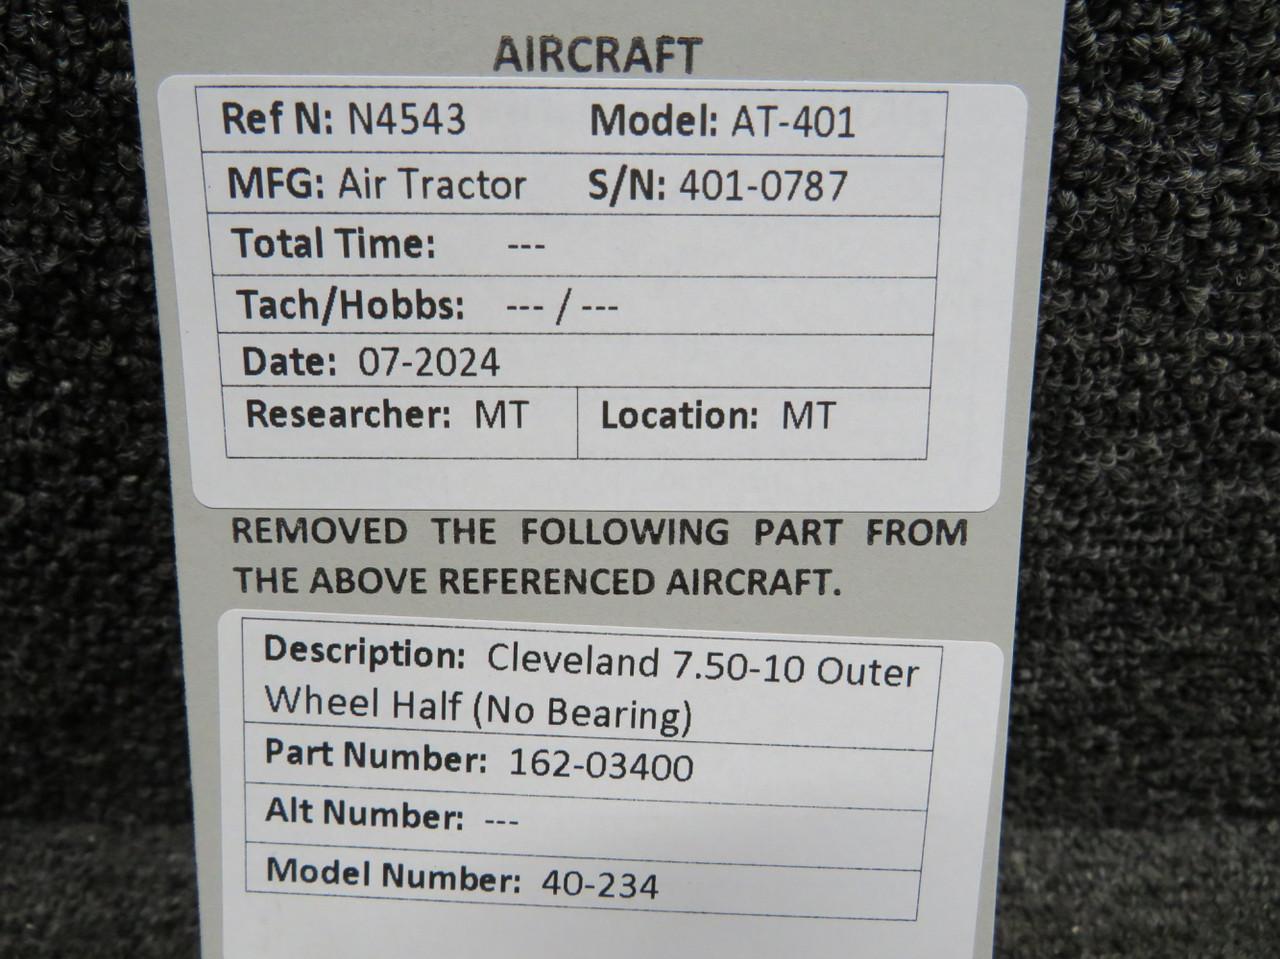 AIRCRAFT
Ref N: N4543 Model: AT-401
MFG: Air Tractor S/N: 401-0787
Total Time: ---
Tach/Hobbs: --- / ---
Date: 07-2024
Researcher: MT Location: MT
REMOVED THE FOLLOWING PART FROM
THE ABOVE REFERENCED AIRCRAFT.
Description: Cleveland 7.50-10 Outer
Wheel Half (No Bearing)
Part Number: 162-03400
Alt Number: ---
Model Number: 40-234